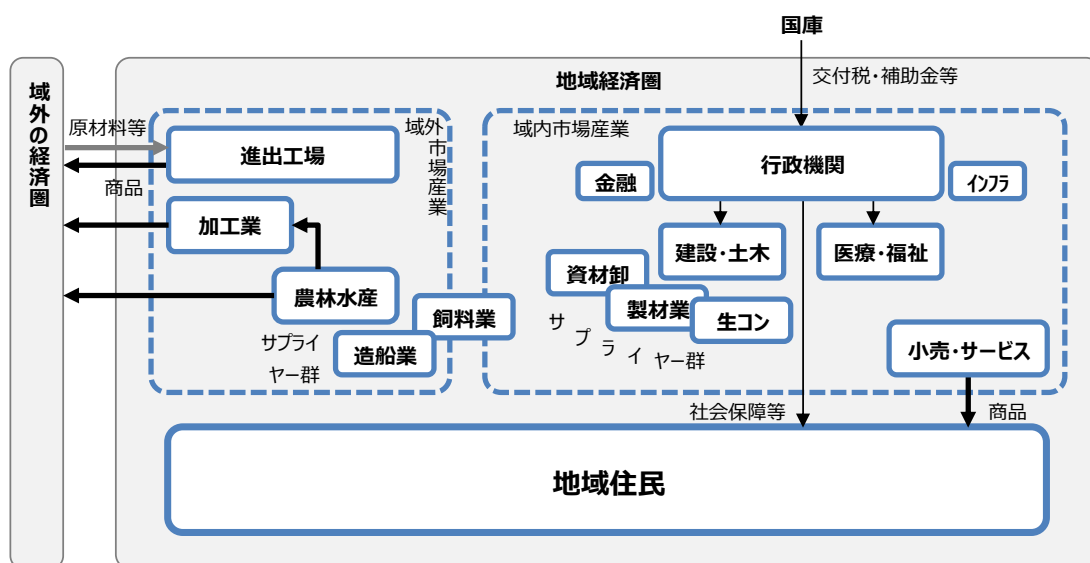 国庫
交付税・補助金等
地域経済圏
域外の経済圏
原材料等
商品
域外市場産業
進出工場
加工業
農林水産
飼料業
造船業
サプライ
ヤー群
域内市場産業
行政機関
金融
インフラ
建設・土木
医療・福祉
資材卸
製材業
生コン
サプライヤー群
小売・サービス
社会保障等
商品
地域住民